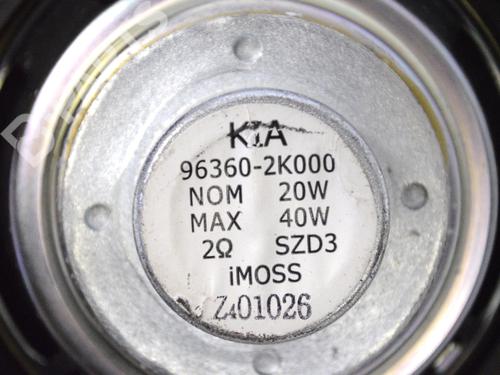 KIA
96360-2K000
NOM 20W
MAX 40W
2Ω SZD3
iMOSS
Z401026